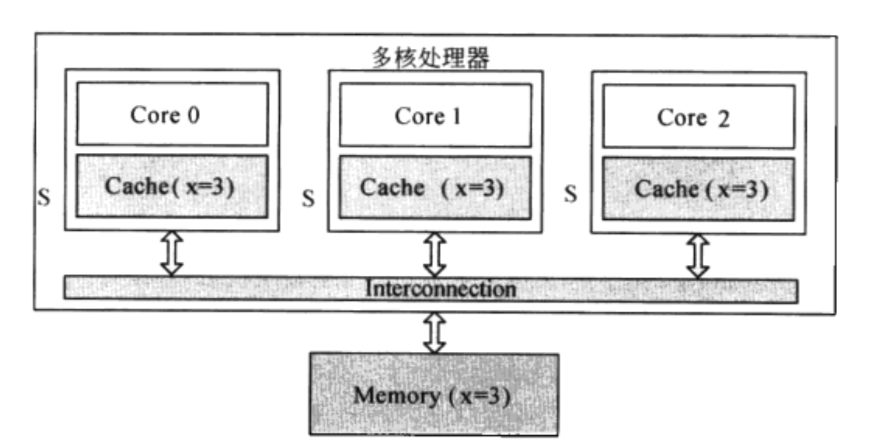 多核处理器
Core 0
Core 1
Core 2
S
Cache( x=3)
S
Cache ( x=3)
S
Cache (x=3)
Interconnection
Memory (x=3)